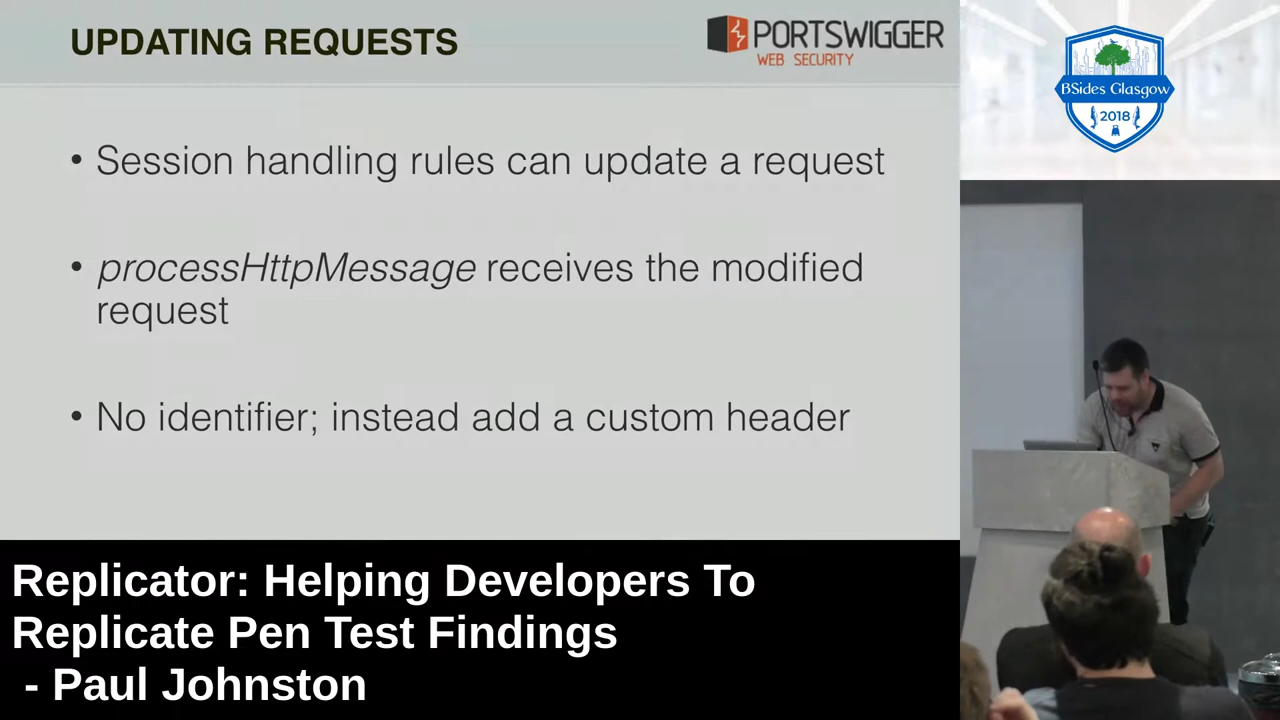 UPDATING REQUESTS
PORTSWIGGER
WEB SECURITY
• Session handling rules can update a request
• processHttpMessage receives the modified
request
• No identifier; instead add a custom header
BSides Glasgow
2018
Replicator: Helping Developers To
Replicate Pen Test Findings
- Paul Johnston